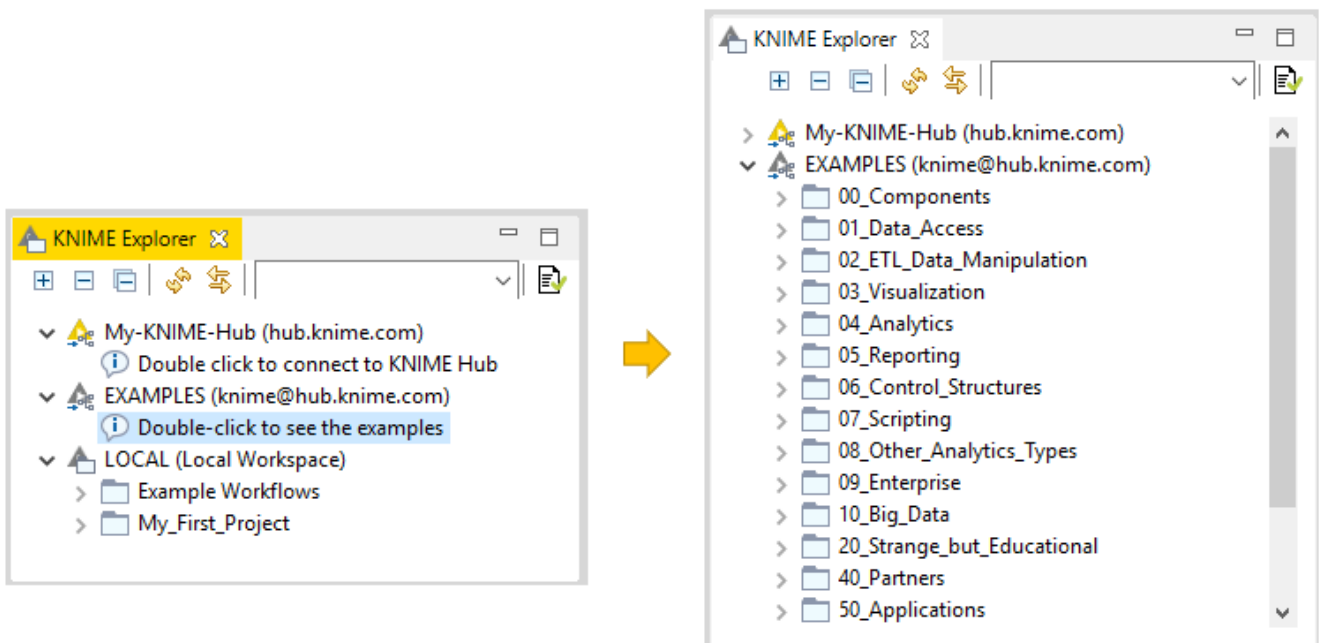 KNIME Explorer
My-KNIME-Hub (hub.knime.com)
Double click to connect to KNIME Hub
EXAMPLES (knime@hub.knime.com)
Double-click to see the examples
LOCAL (Local Workspace)
Example Workflows
My_First_Project
KNIME Explorer
My-KNIME-Hub (hub.knime.com)
EXAMPLES (knime@hub.knime.com)
00_Components
01_Data_Access
02_ETL_Data_Manipulation
03_Visualization
04_Analytics
05_Reporting
06_Control_Structures
07_Scripting
08_Other_Analytics_Types
09_Enterprise
10_Big_Data
20_Strange_but_Educational
40_Partners
50_Applications